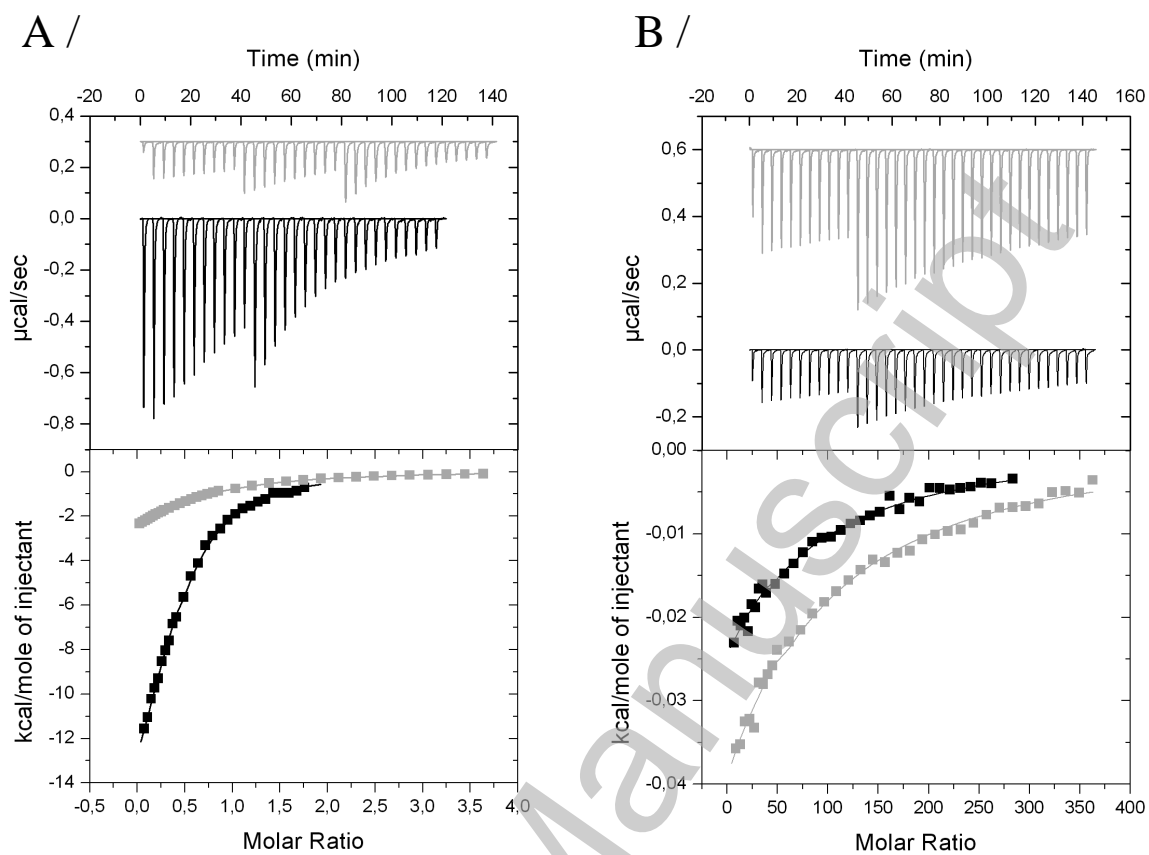 A /
Time (min)
-20 0 20 40 60 80 100 120 140
0,4
0,2
0,0
-0,2
-0,4
-0,6
-0,8
µcal/sec
0
-2
-4
-6
-8
-10
-12
-14
kcal/mole of injectant
-0,5 0,0 0,5 1,0 1,5 2,0 2,5 3,0 3,5 4,0
Molar Ratio
B /
Time (min)
-20 0 20 40 60 80 100 120 140 160
0,6
0,4
0,2
0,0
-0,2
µcal/sec
0,00
-0,01
-0,02
-0,03
-0,04
kcal/mole of injectant
0 50 100 150 200 250 300 350 400
Molar Ratio
Manuscript